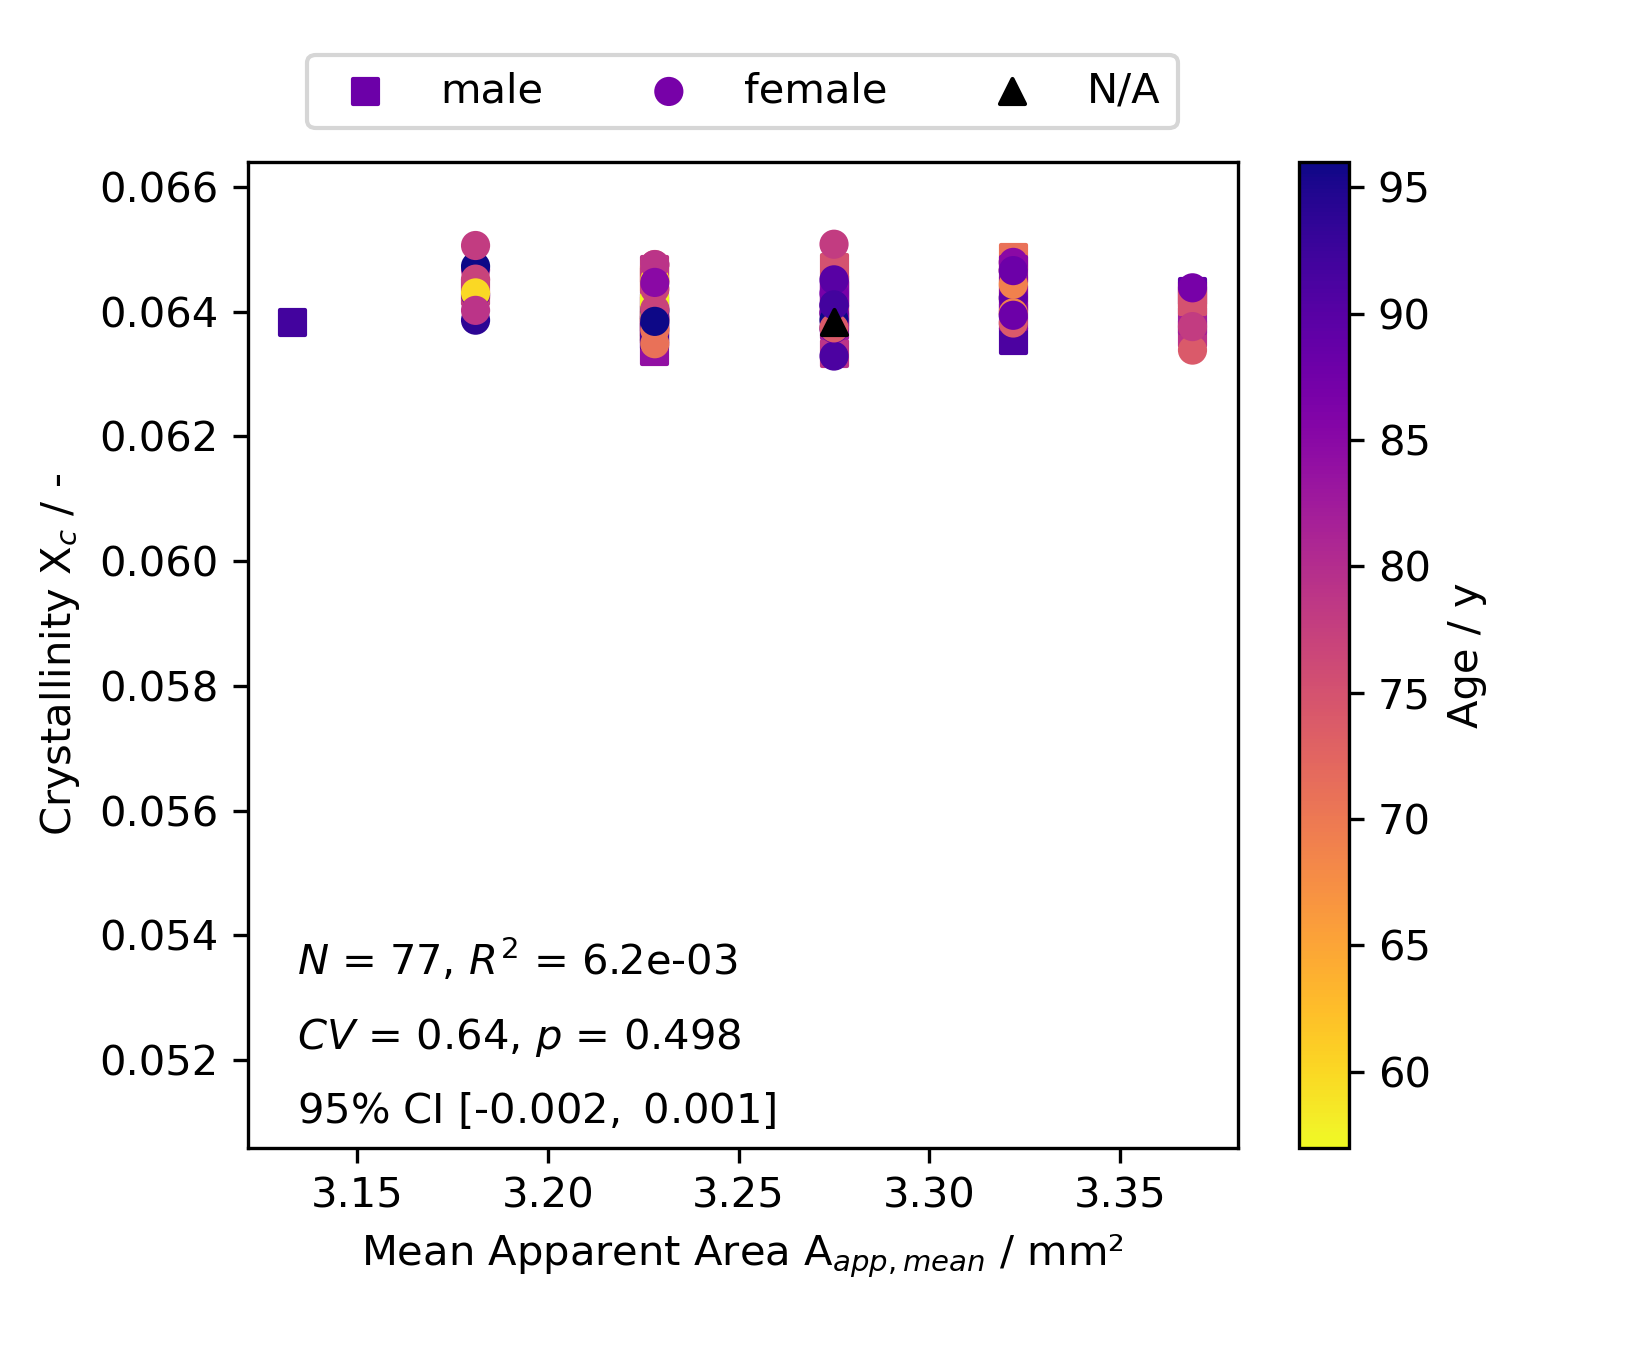 male female N/A
0.066
0.064
0.062
0.060
0.058
0.056
0.054
0.052
Crystallinity X_c / -
N = 77, R² = 6.2e-03
CV = 0.64, p = 0.498
95% CI [-0.002, 0.001]
3.15 3.20 3.25 3.30 3.35
Mean Apparent Area A_app,mean / mm²
95
90
85
80
75
70
65
60
Age / y